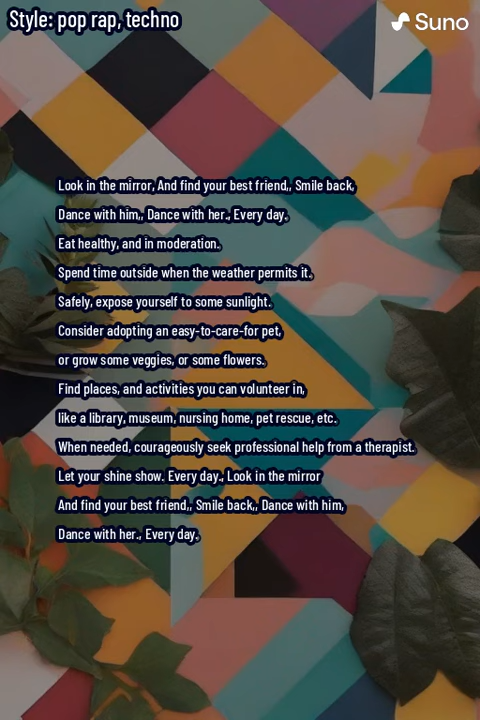 Style: pop rap, techno
Suno
Look in the mirror, And find your best friend,, Smile back,
Dance with him,, Dance with her., Every day.
Eat healthy, and in moderation.
Spend time outside when the weather permits it.
Safely, expose yourself to some sunlight.
Consider adopting an easy-to-care-for pet,
or grow some veggies, or some flowers.
Find places, and activities you can volunteer in,
like a library, museum, nursing home, pet rescue, etc.
When needed, courageously seek professional help from a therapist.
Let your shine show. Every day., Look in the mirror
And find your best friend,, Smile back,, Dance with him,
Dance with her., Every day.